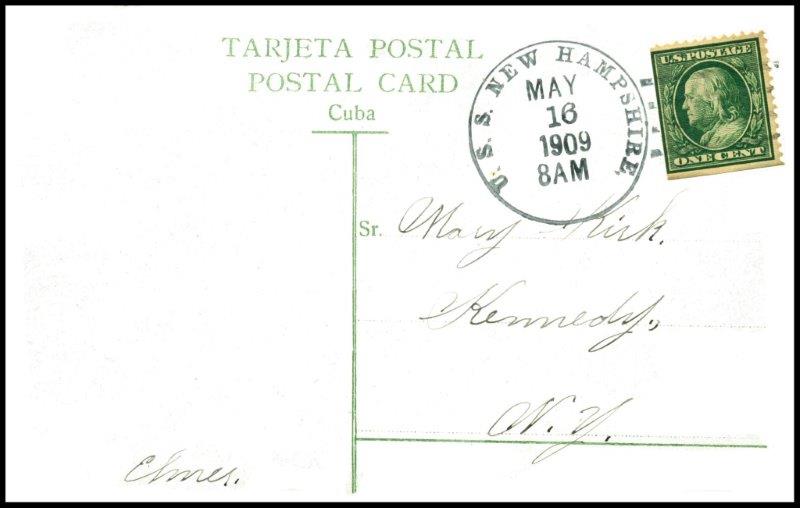 TARJETA POSTAL
POSTAL CARD
Cuba
U.S.S. NEW HAMPSHIRE,
MAY
16
1909
8AM
U.S. POSTAGE
ONE CENT
Sr. Mary Kirk.
Kennedy,
N.Y.
Elmer.